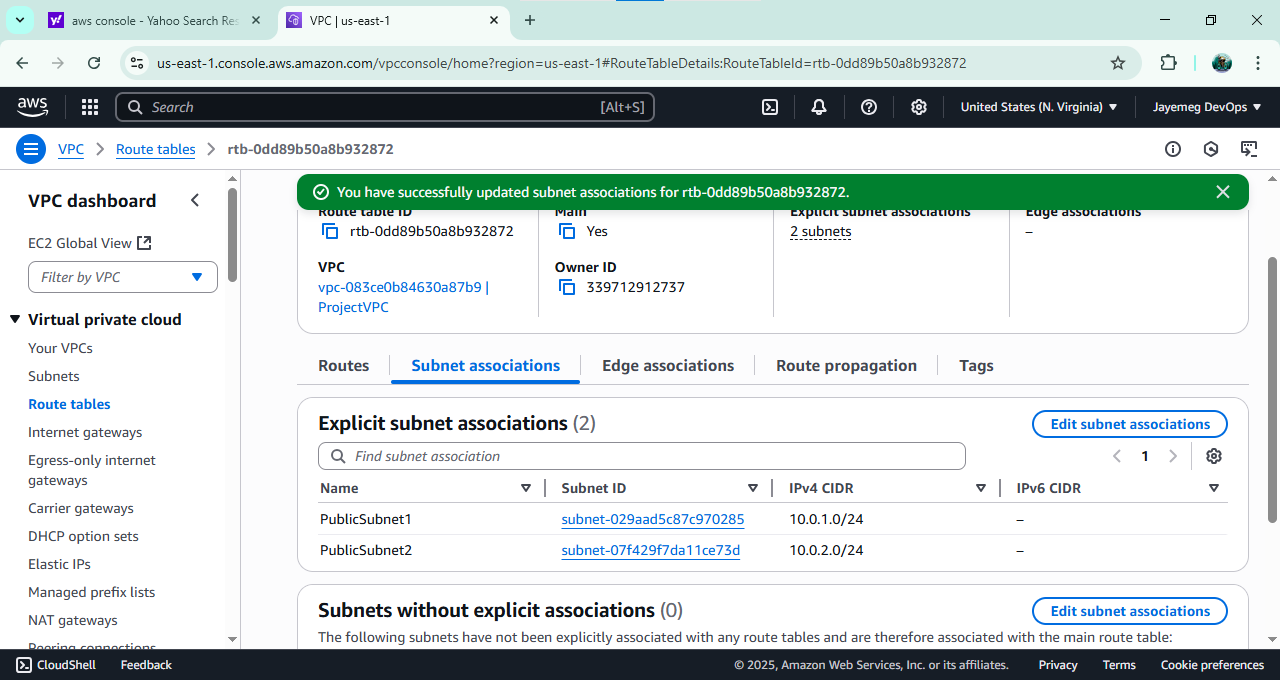 aws console - Yahoo Search Res
VPC | us-east-1
us-east-1.console.aws.amazon.com/vpcconsole/home?region=us-east-1#RouteTableDetails:RouteTableId=rtb-0dd89b50a8b932872
aws
Search
[Alt+S]
United States (N. Virginia)
Jayemeg DevOps
VPC
Route tables
rtb-0dd89b50a8b932872
VPC dashboard
EC2 Global View
Filter by VPC
Virtual private cloud
Your VPCs
Subnets
Route tables
Internet gateways
Egress-only internet
gateways
Carrier gateways
DHCP option sets
Elastic IPs
Managed prefix lists
NAT gateways
Peering connections
You have successfully updated subnet associations for rtb-0dd89b50a8b932872.
Route table ID
rtb-0dd89b50a8b932872
Main
Yes
Explicit subnet associations
2 subnets
Edge associations
–
VPC
vpc-083ce0b84630a87b9 |
ProjectVPC
Owner ID
339712912737
Routes
Subnet associations
Edge associations
Route propagation
Tags
Explicit subnet associations (2)
Edit subnet associations
Find subnet association
1
Name
Subnet ID
IPv4 CIDR
IPv6 CIDR
PublicSubnet1
subnet-029aad5c87c970285
10.0.1.0/24
–
PublicSubnet2
subnet-07f429f7da11ce73d
10.0.2.0/24
–
Subnets without explicit associations (0)
Edit subnet associations
The following subnets have not been explicitly associated with any route tables and are therefore associated with the main route table:
CloudShell
Feedback
© 2025, Amazon Web Services, Inc. or its affiliates.
Privacy
Terms
Cookie preferences